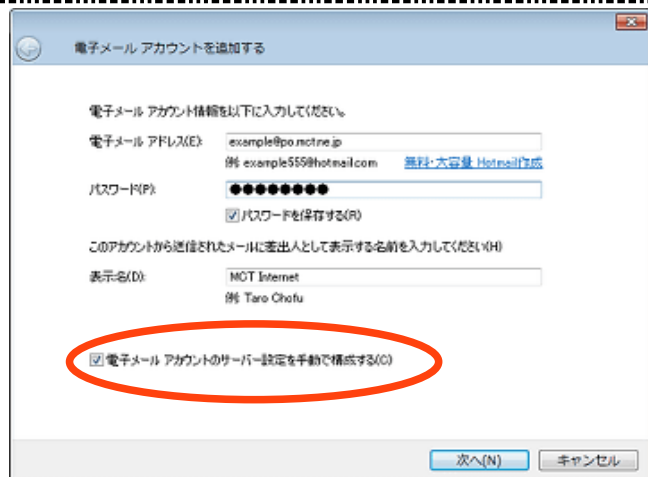 電子メール アカウントを追加する
電子メール アカウント情報を以下に入力してください。
電子メール アドレス(E):
example@po.mctne.jp
例: example555@hotmail.com 無料・大容量 Hotmail作成
パスワード(P):
●●●●●●●●
パスワードを保存する(R)
このアカウントから送信されたメールに差出人として表示する名前を入力してください(H)
表示名(D):
MCT Internet
例: Taro Chofu
電子メール アカウントのサーバー設定を手動で構成する(C)
次へ(N) キャンセル